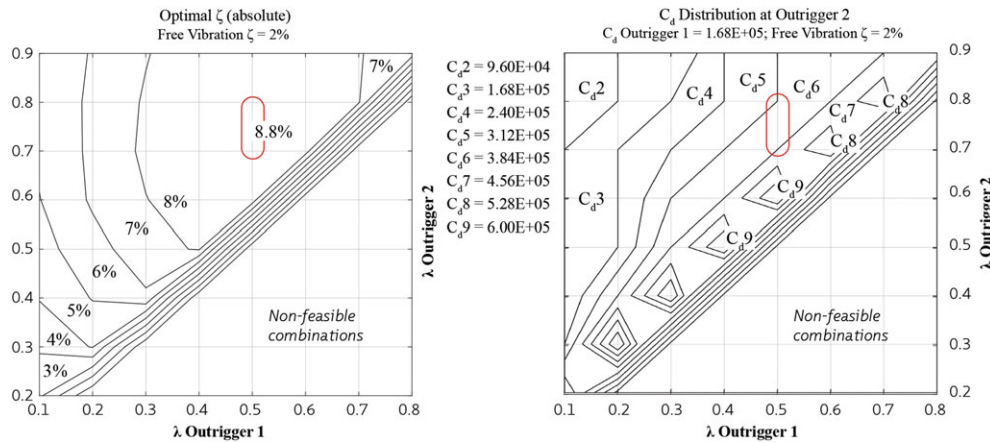 Optimal ζ (absolute)
Free Vibration ζ = 2%
0.9
0.8
0.7
0.6
0.5
0.4
0.3
0.2
0.1
0.2
0.3
0.4
0.5
0.6
0.7
0.8
λ Outrigger 1
λ Outrigger 2
7%
8.8%
8%
7%
6%
5%
4%
3%
Non-feasible
combinations
C_d2 = 9.60E+04
C_d3 = 1.68E+05
C_d4 = 2.40E+05
C_d5 = 3.12E+05
C_d6 = 3.84E+05
C_d7 = 4.56E+05
C_d8 = 5.28E+05
C_d9 = 6.00E+05
C_d Distribution at Outrigger 2
C_d Outrigger 1 = 1.68E+05; Free Vibration ζ = 2%
0.9
0.8
0.7
0.6
0.5
0.4
0.3
0.2
0.1
0.2
0.3
0.4
0.5
0.6
0.7
0.8
λ Outrigger 1
λ Outrigger 2
C_d2
C_d4
C_d5
C_d6
C_d7
C_d8
C_d8
C_d9
C_d3
C_d9
Non-feasible
combinations